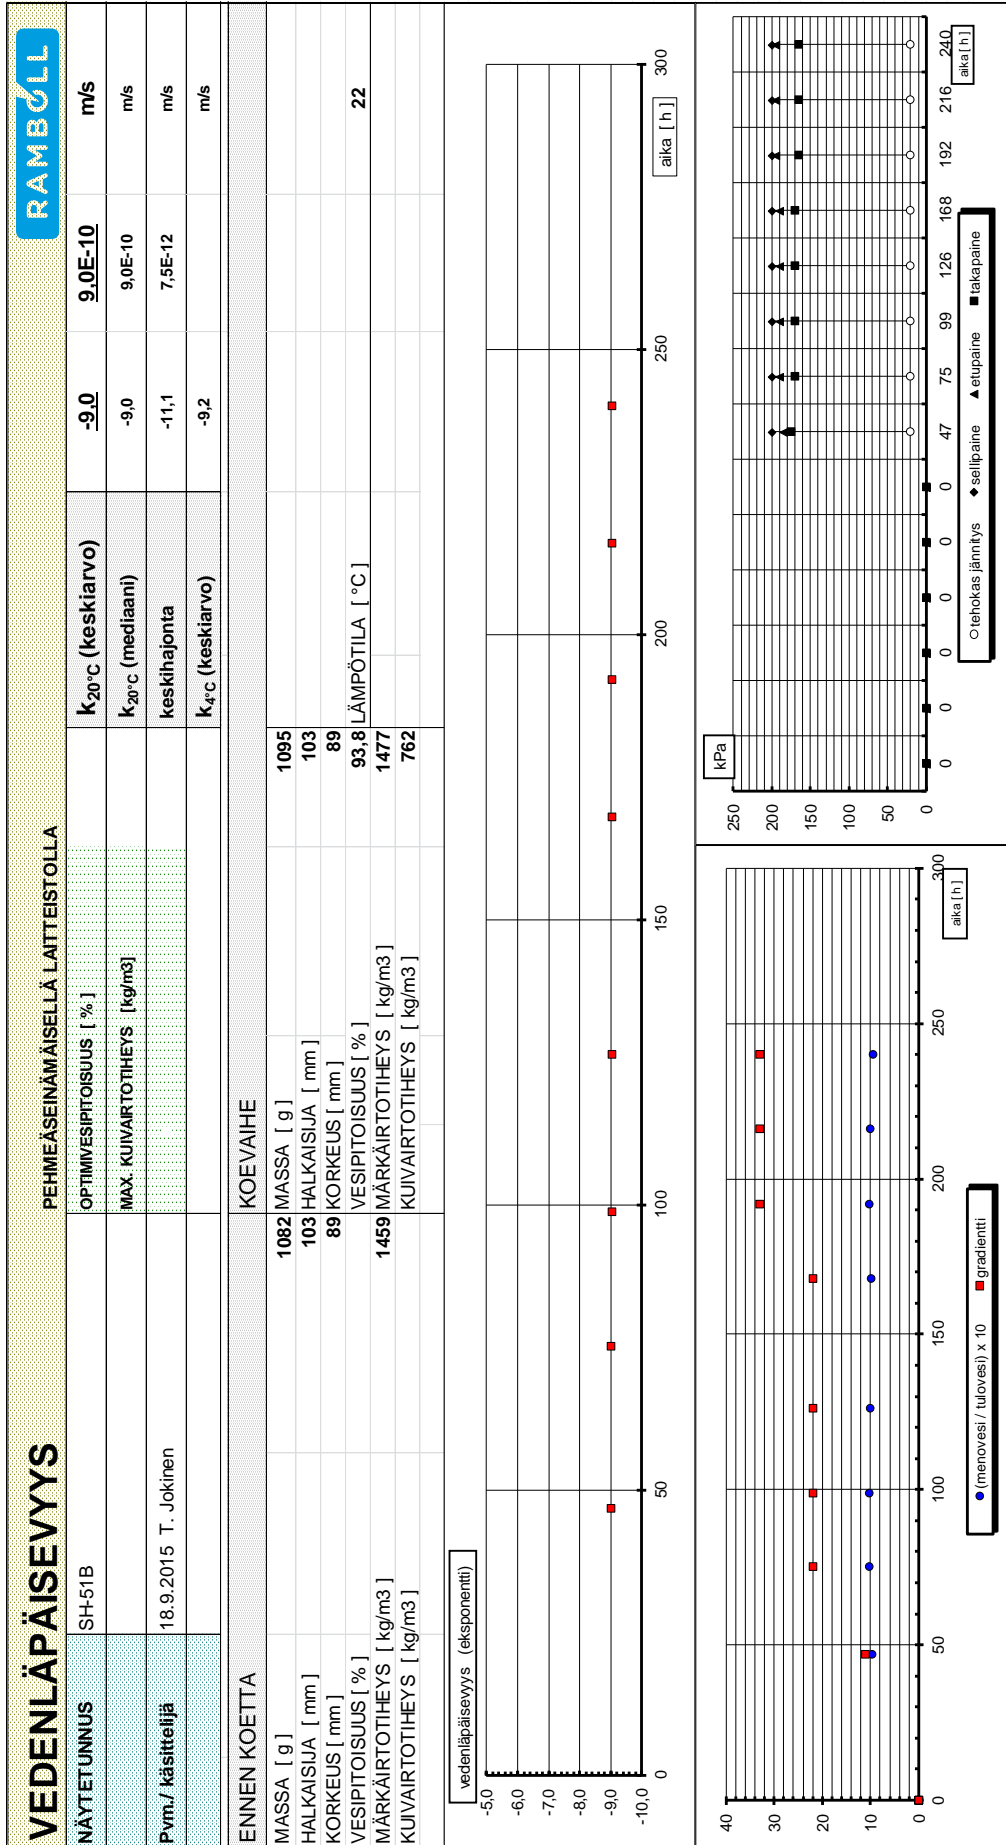 VEDENLÄPÄISEVYYS
PEHMEÄSEINÄMÄISELLÄ LAITTEISTOLLA
RAMBOLL
NÄYTETUNNUS SH-51B OPTIMIVESIPITOISUUS [ % ] k20°C (keskiarvo) -9,0 9,0E-10 m/s
MAX. KUIVAIRTOTIHEYS [kg/m3] k20°C (mediaani) -9,0 9,0E-10 m/s
Pvm./ käsittelijä 18.9.2015 T. Jokinen keskihajonta -11,1 7,5E-12 m/s
k4°C (keskiarvo) -9,2 m/s
ENNEN KOETTA KOEVAIHE
MASSA [ g ] 1082 MASSA [ g ] 1095
HALKAISIJA [ mm ] 103 HALKAISIJA [ mm ] 103
KORKEUS [ mm ] 89 KORKEUS [ mm ] 89
VESIPITOISUUS [ % ] VESIPITOISUUS [ % ] 93,8 LÄMPÖTILA [ °C ] 22
MÄRKÄIRTOTIHEYS [ kg/m3 ] 1459 MÄRKÄIRTOTIHEYS [ kg/m3 ] 1477
KUIVAIRTOTIHEYS [ kg/m3 ] KUIVAIRTOTIHEYS [ kg/m3 ] 762
vedenläpäisevyys (eksponentti)
-5,0
-6,0
-7,0
-8,0
-9,0
-10,0
0 50 100 150 200 250 300
aika [ h ]
40
30
20
10
0
0 50 100 150 200 250 300
aika [ h ]
(menovesi / tulovesi) x 10 gradientti
kPa
250
200
150
100
50
0
0 0 0 0 0 0 47 75 99 126 168 192 216 240
aika [ h ]
tehokas jännitys sellipaine etupaine takapaine